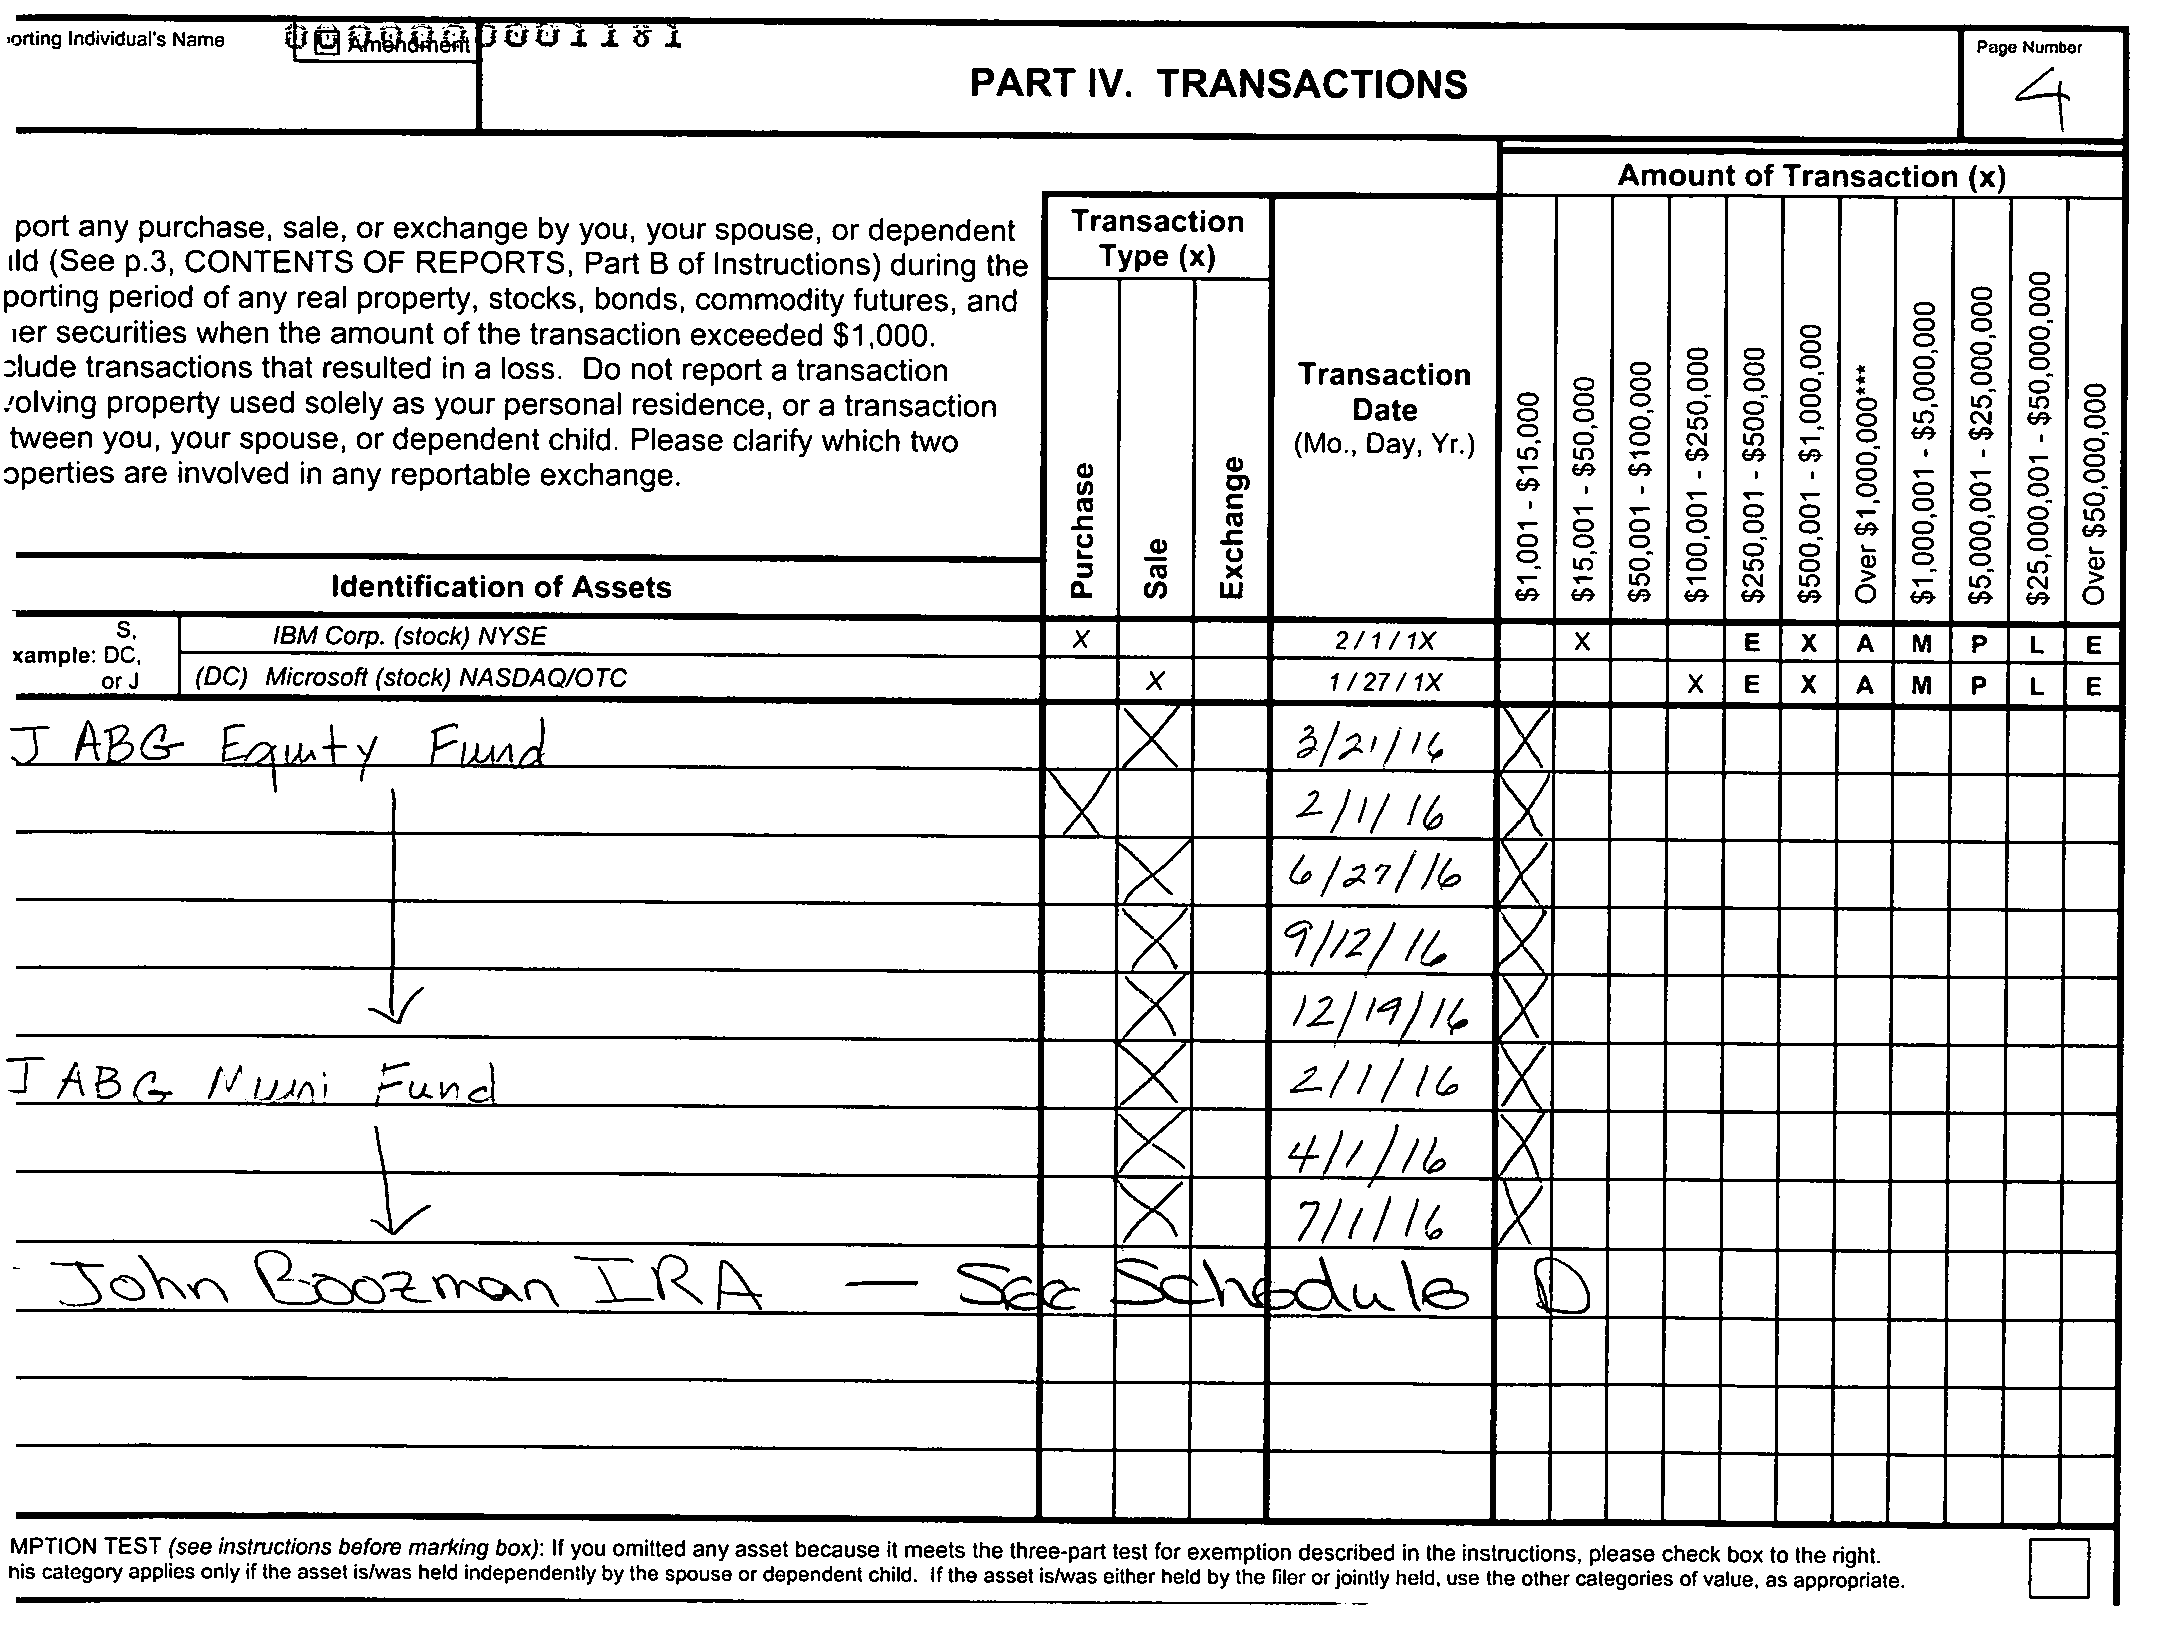 orting Individual's Name
Amendment
000000001181
PART IV. TRANSACTIONS
Page Number
4
Amount of Transaction (x)
port any purchase, sale, or exchange by you, your spouse, or dependent
ild (See p.3, CONTENTS OF REPORTS, Part B of Instructions) during the
porting period of any real property, stocks, bonds, commodity futures, and
ner securities when the amount of the transaction exceeded $1,000.
clude transactions that resulted in a loss. Do not report a transaction
volving property used solely as your personal residence, or a transaction
tween you, your spouse, or dependent child. Please clarify which two
operties are involved in any reportable exchange.
Transaction
Type (x)
Purchase
Sale
Exchange
Transaction
Date
(Mo., Day, Yr.)
$1,001 - $15,000
$15,001 - $50,000
$50,001 - $100,000
$100,001 - $250,000
$250,001 - $500,000
$500,001 - $1,000,000
Over $1,000,000***
$1,000,001 - $5,000,000
$5,000,001 - $25,000,000
$25,000,001 - $50,000,000
Over $50,000,000
Identification of Assets
xample: S, DC, or J
IBM Corp. (stock) NYSE X 2/1/1X X E X A M P L E
(DC) Microsoft (stock) NASDAQ/OTC X 1/27/1X X E X A M P L E
J ABG Equity Fund X 3/21/16 X
X 2/1/16 X
X 6/27/16 X
X 9/12/16 X
X 12/19/16 X
J ABG Muni Fund X 2/1/16 X
X 4/1/16 X
X 7/1/16 X
- John Boozman IRA — See Schedule D
MPTION TEST (see instructions before marking box): If you omitted any asset because it meets the three-part test for exemption described in the instructions, please check box to the right.
his category applies only if the asset is/was held independently by the spouse or dependent child. If the asset is/was either held by the filer or jointly held, use the other categories of value, as appropriate.